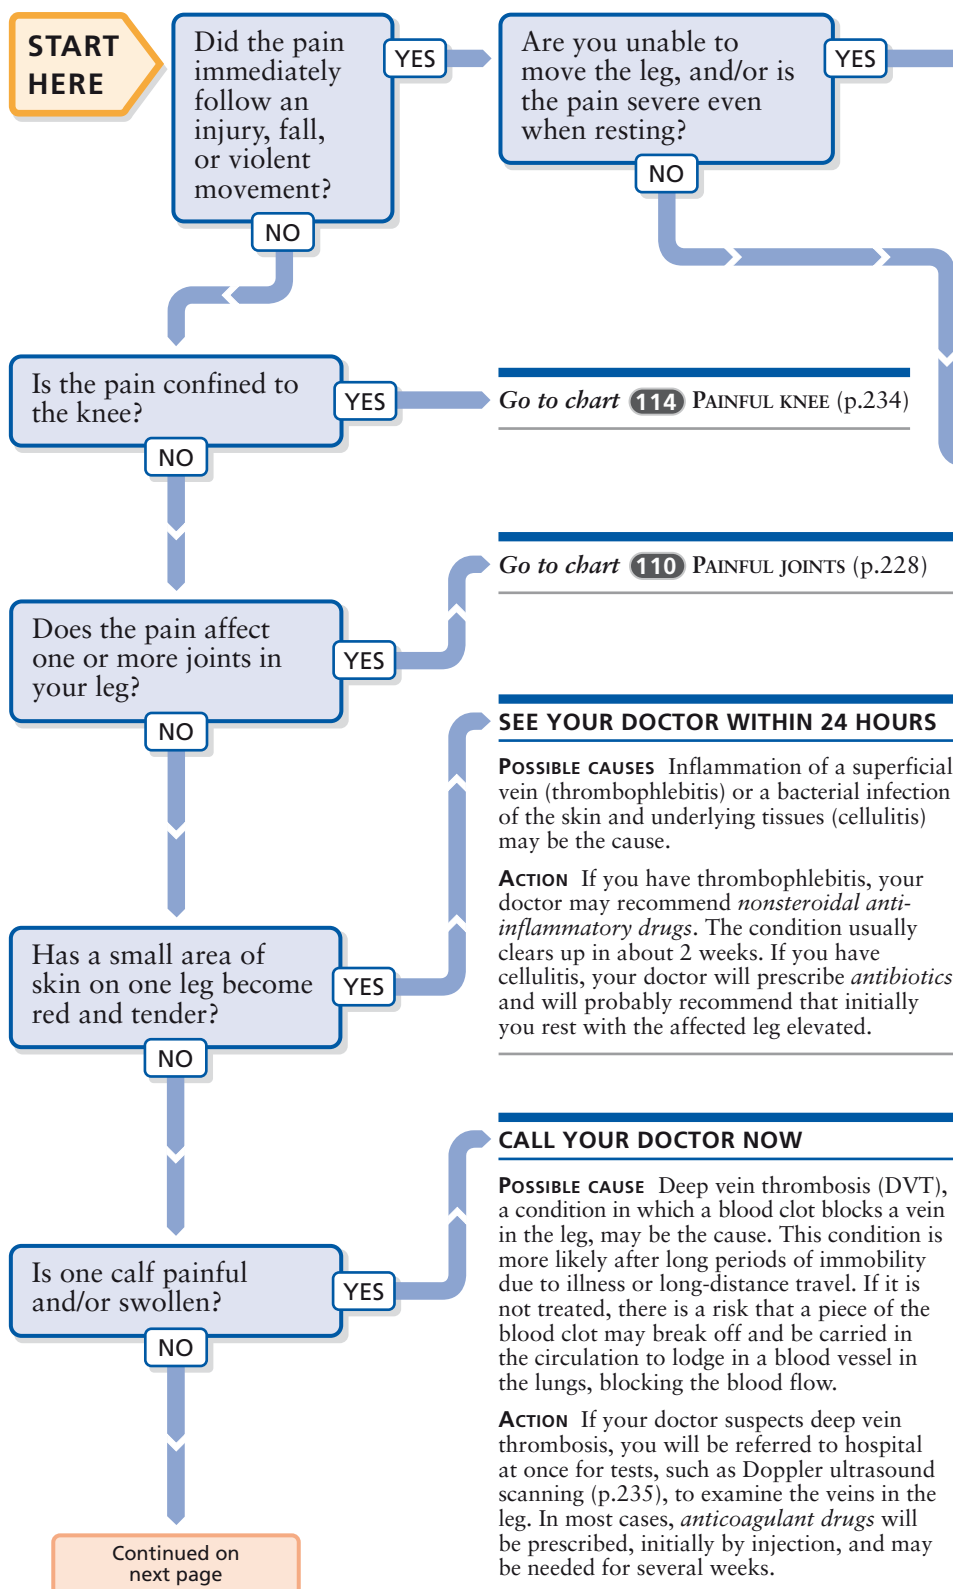 START
HERE
Did the pain
immediately
follow an
injury, fall,
or violent
movement?
YES
NO
Are you unable to
move the leg, and/or is
the pain severe even
when resting?
YES
NO
Is the pain confined to
the knee?
YES
NO
Go to chart 114 PAINFUL KNEE (p.234)
Does the pain affect
one or more joints in
your leg?
YES
NO
Go to chart 110 PAINFUL JOINTS (p.228)
Has a small area of
skin on one leg become
red and tender?
YES
NO
SEE YOUR DOCTOR WITHIN 24 HOURS
POSSIBLE CAUSES Inflammation of a superficial
vein (thrombophlebitis) or a bacterial infection
of the skin and underlying tissues (cellulitis)
may be the cause.
ACTION If you have thrombophlebitis, your
doctor may recommend nonsteroidal anti-
inflammatory drugs. The condition usually
clears up in about 2 weeks. If you have
cellulitis, your doctor will prescribe antibiotics
and will probably recommend that initially
you rest with the affected leg elevated.
Is one calf painful
and/or swollen?
YES
NO
CALL YOUR DOCTOR NOW
POSSIBLE CAUSE Deep vein thrombosis (DVT),
a condition in which a blood clot blocks a vein
in the leg, may be the cause. This condition is
more likely after long periods of immobility
due to illness or long-distance travel. If it is
not treated, there is a risk that a piece of the
blood clot may break off and be carried in
the circulation to lodge in a blood vessel in
the lungs, blocking the blood flow.
ACTION If your doctor suspects deep vein
thrombosis, you will be referred to hospital
at once for tests, such as Doppler ultrasound
scanning (p.235), to examine the veins in the
leg. In most cases, anticoagulant drugs will
be prescribed, initially by injection, and may
be needed for several weeks.
Continued on
next page